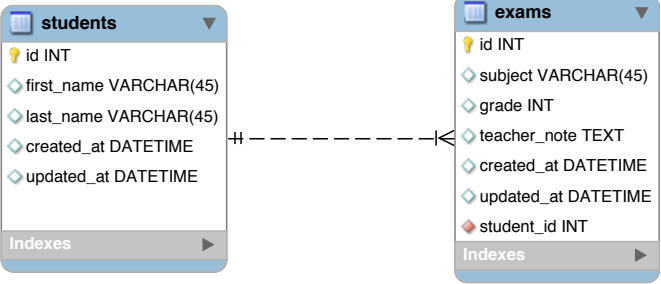 students
id INT
first_name VARCHAR(45)
last_name VARCHAR(45)
created_at DATETIME
updated_at DATETIME
Indexes
exams
id INT
subject VARCHAR(45)
grade INT
teacher_note TEXT
created_at DATETIME
updated_at DATETIME
student_id INT
Indexes